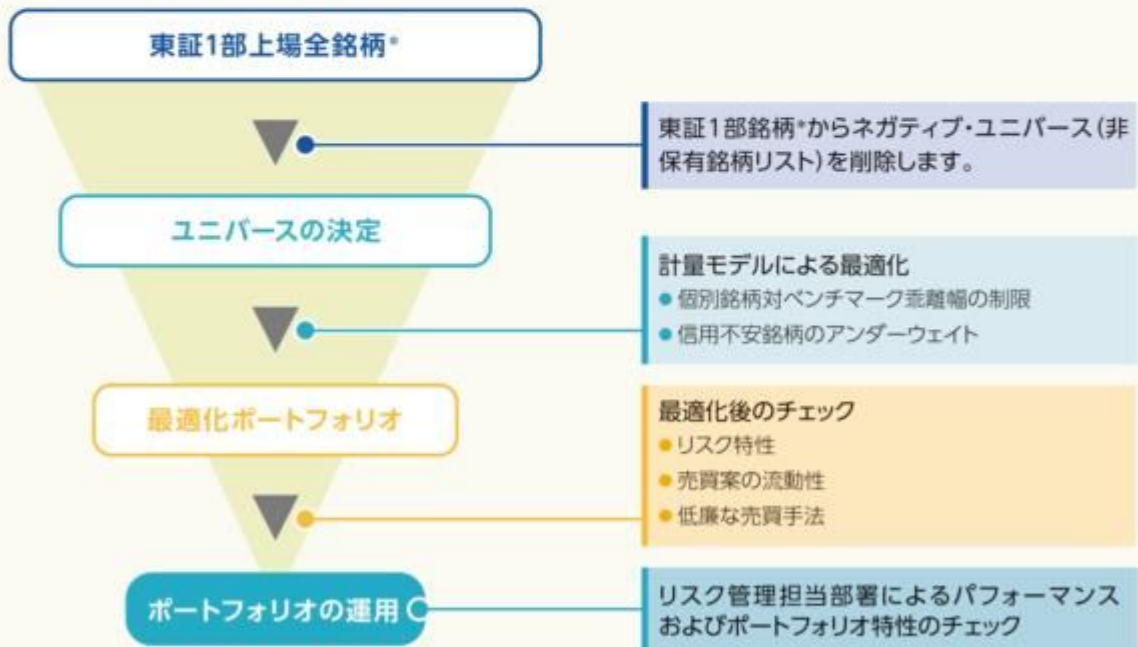 東証1部上場全銘柄*
東証1部銘柄*からネガティブ・ユニバース（非
保有銘柄リスト）を削除します。
ユニバースの決定
計量モデルによる最適化
●個別銘柄対ベンチマーク乖離幅の制限
●信用不安銘柄のアンダーウェイト
最適化ポートフォリオ
最適化後のチェック
●リスク特性
●売買案の流動性
●低廉な売買手法
ポートフォリオの運用
リスク管理担当部署によるパフォーマンス
およびポートフォリオ特性のチェック